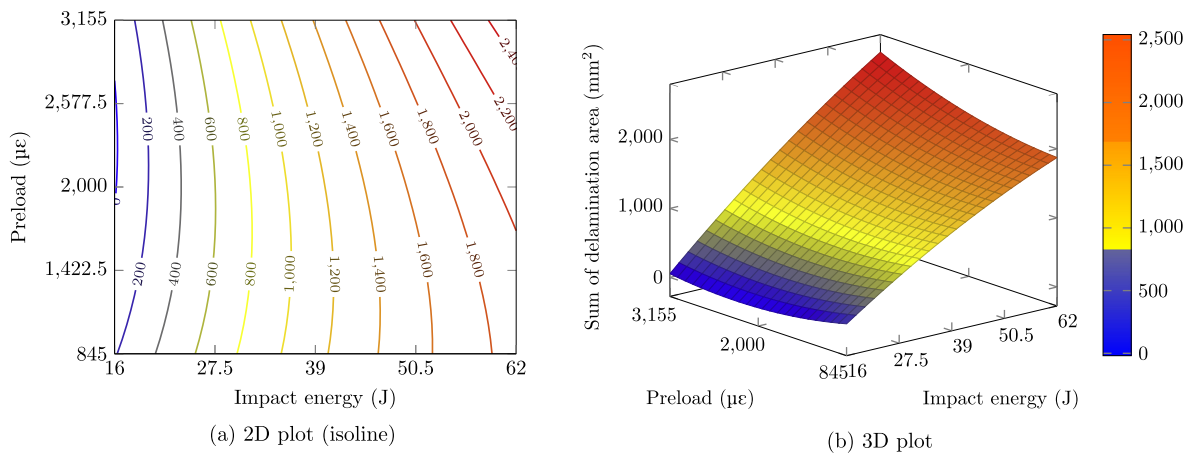 3,155
2,577.5
2,000
1,422.5
845
Preload (µε)
16 27.5 39 50.5 62
Impact energy (J)
200 400 600 800 1,000 1,200 1,400 1,600 1,800 2,000 2,200
0
200 400 600 800 1,000 1,200 1,400 1,600 1,800
(a) 2D plot (isoline)
Sum of delamination area (mm²)
2,000
1,000
0
3,155
2,000
845
16
27.5
39
50.5
62
Preload (µε)
Impact energy (J)
2,500
2,000
1,500
1,000
500
0
(b) 3D plot